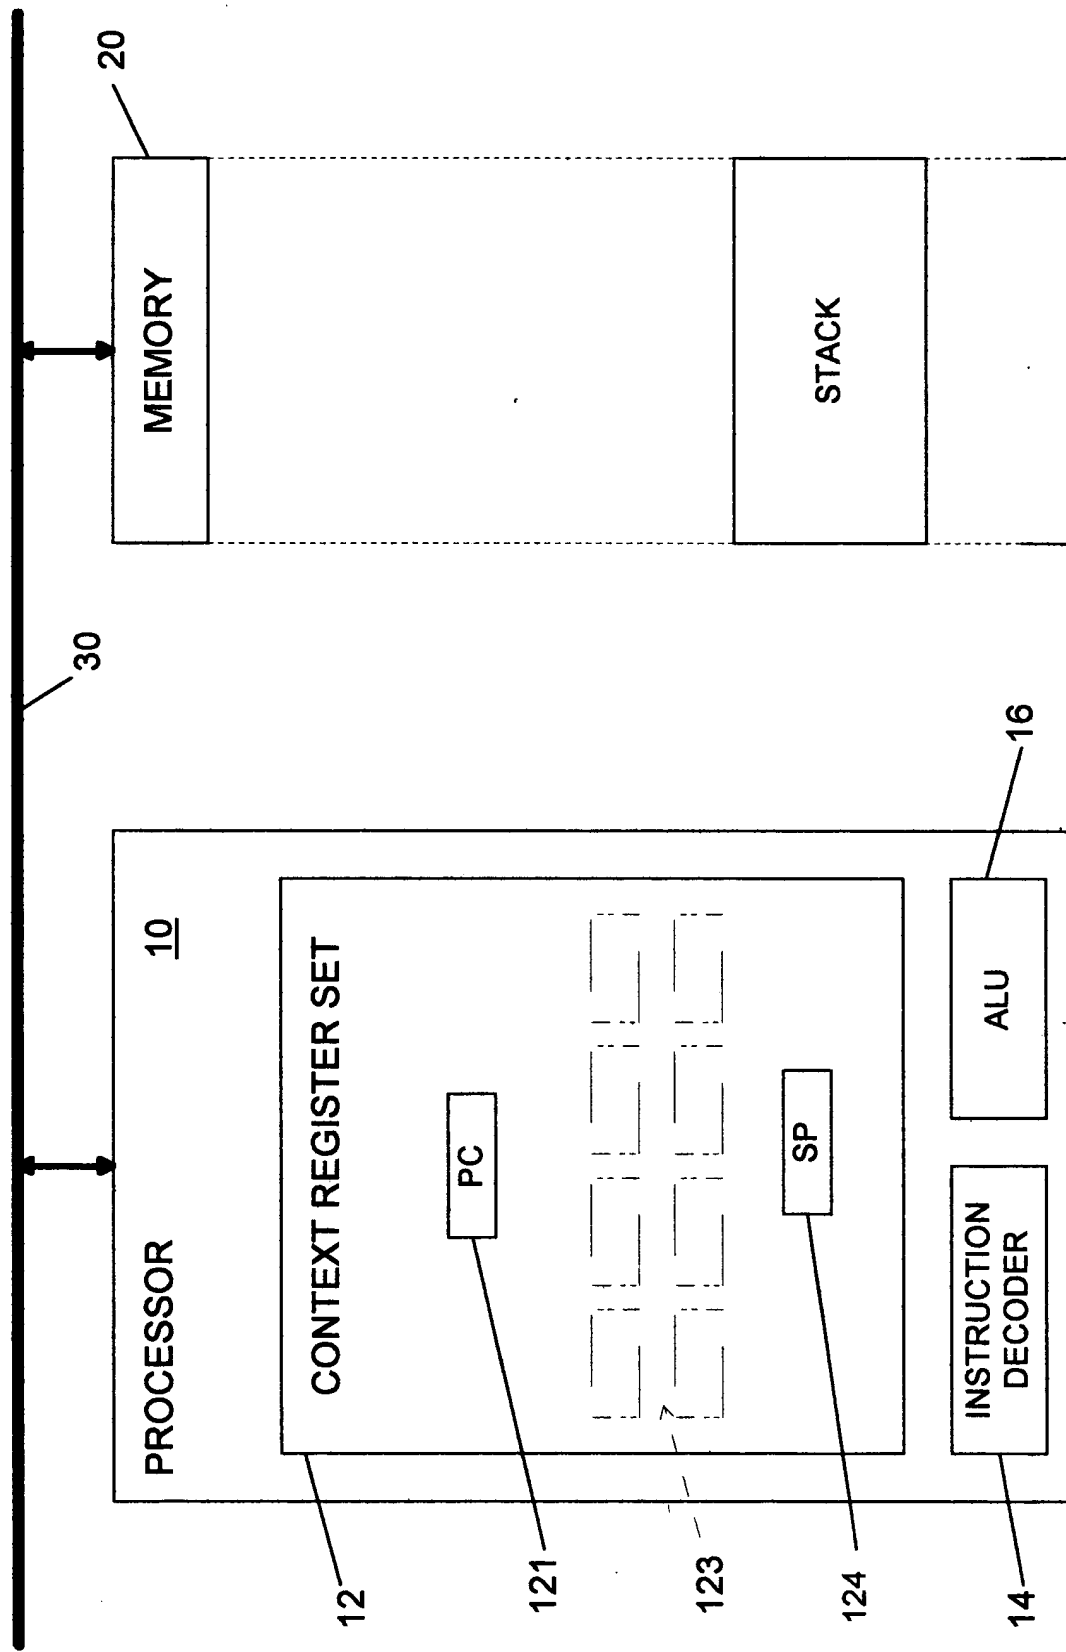 30
20
PROCESSOR
10
MEMORY
12
CONTEXT REGISTER SET
121
PC
123
124
SP
STACK
14
INSTRUCTION
DECODER
ALU
16